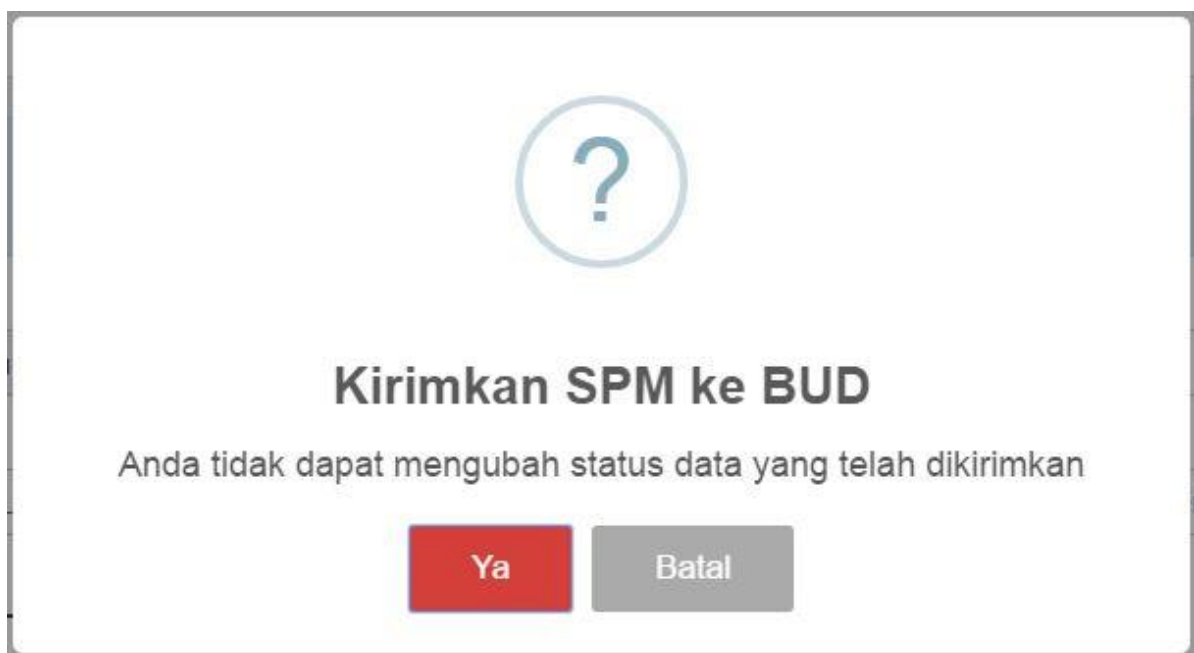 ?
Kirimkan SPM ke BUD
Anda tidak dapat mengubah status data yang telah dikirimkan
Ya
Batal